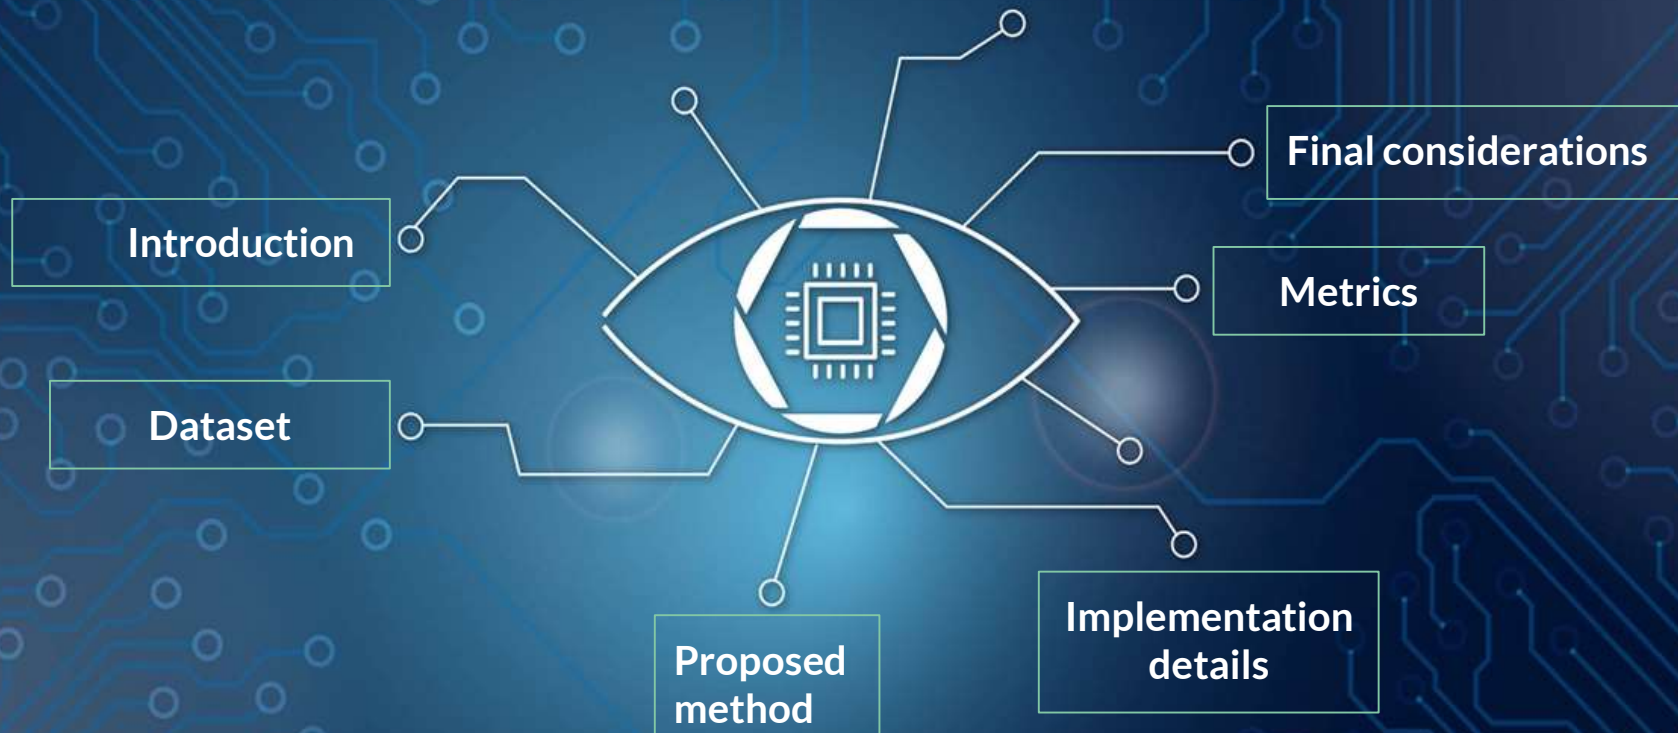 Introduction
Dataset
Proposed
method
Implementation
details
Metrics
Final considerations